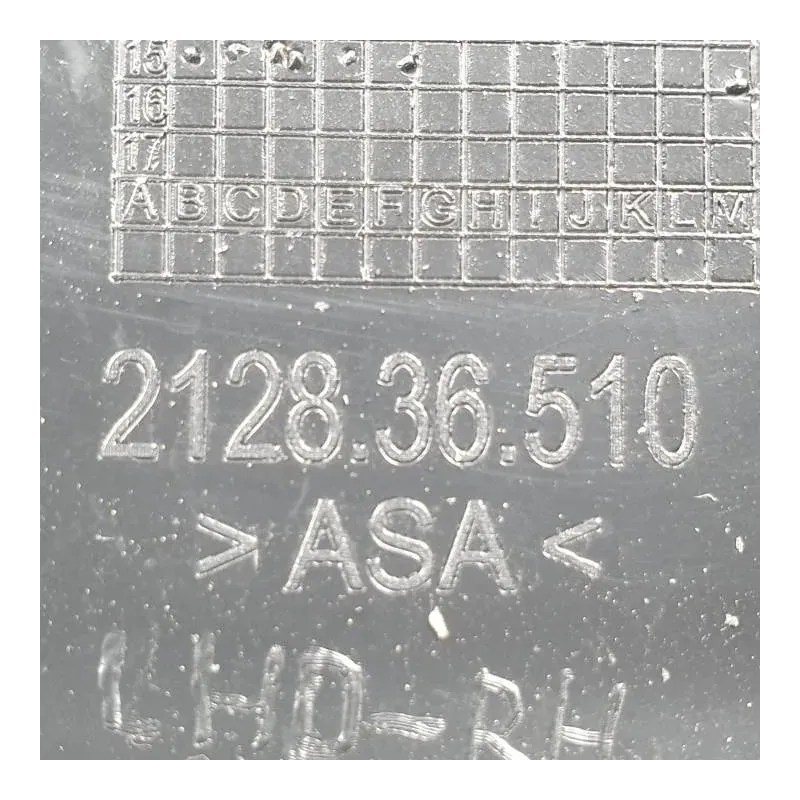 15
16
17
A B C D E F G H I J K L M
2128.36.510
>ASA<
LHD-RH